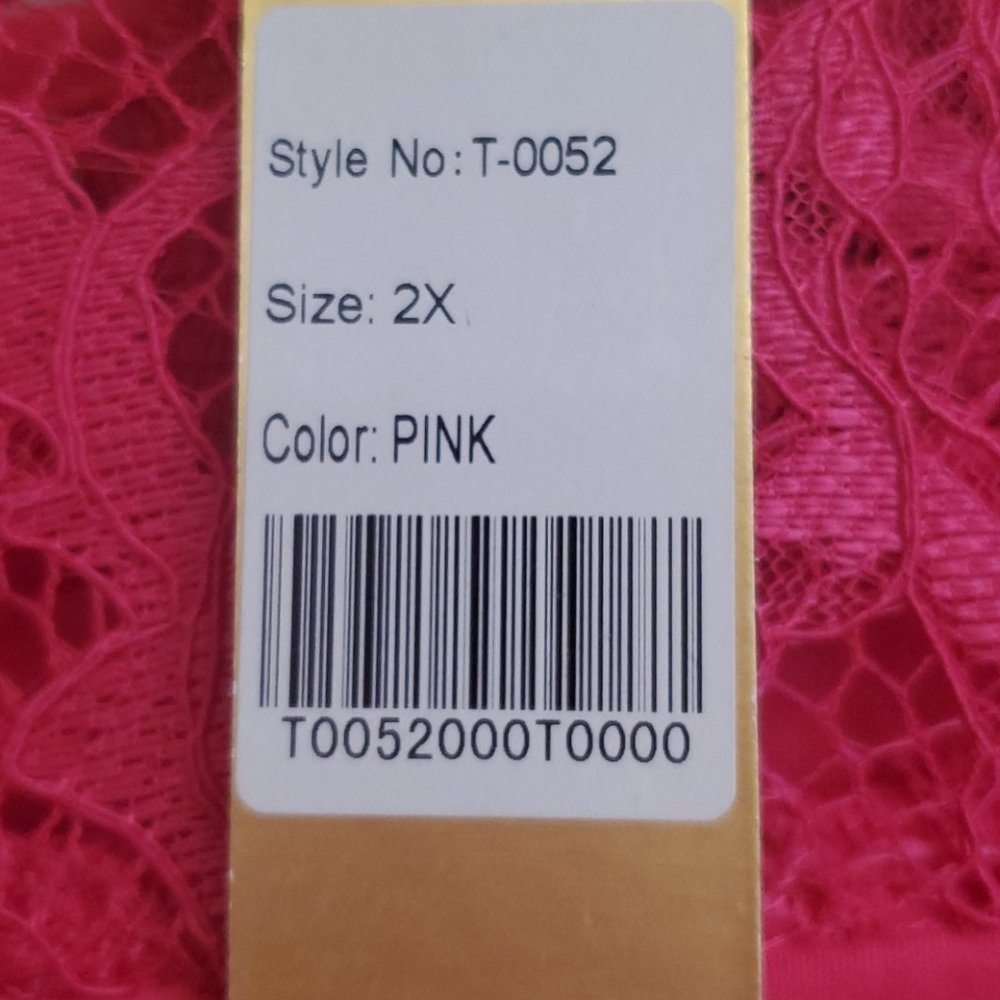 Style No: T-0052
Size: 2X
Color: PINK
T0052000T0000